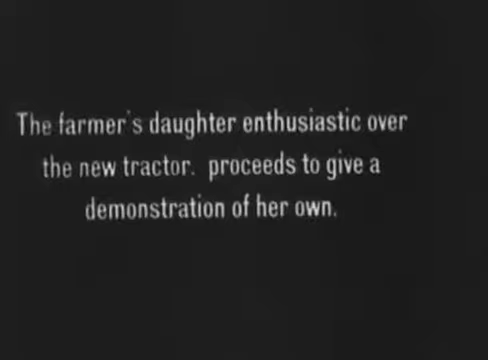 The farmer's daughter enthusiastic over
the new tractor. proceeds to give a
demonstration of her own.